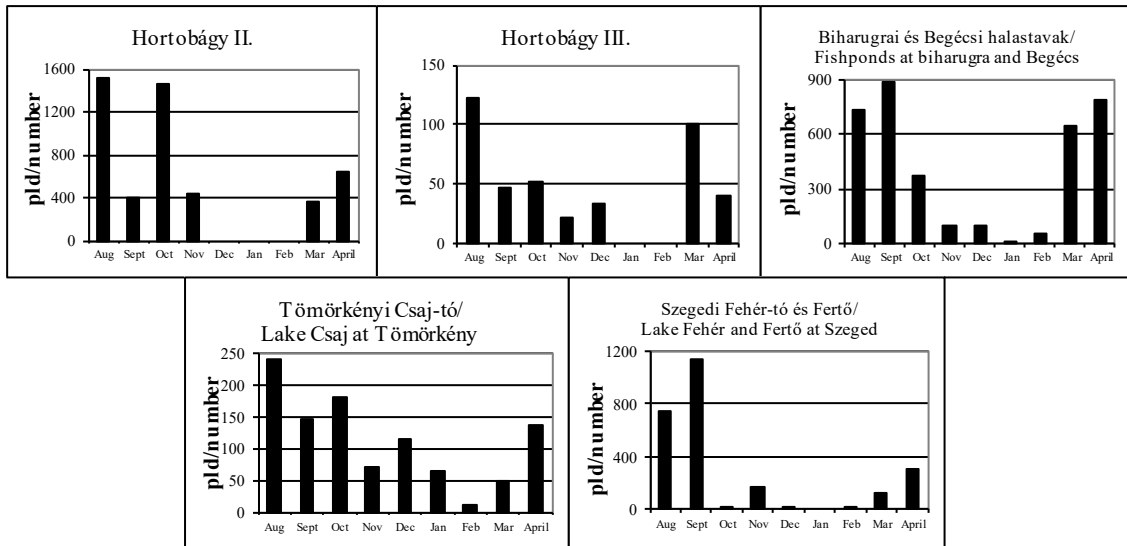 Hortobágy II.
pld/number
1600
1200
800
400
0
Aug Sept Oct Nov Dec Jan Feb Mar April
Hortobágy III.
pld/number
150
100
50
0
Aug Sept Oct Nov Dec Jan Feb Mar April
Biharugrai és Begécsi halastavak/
Fishponds at biharugra and Begécs
pld/number
900
600
300
0
Aug Sept Oct Nov Dec Jan Feb Mar April
Tömörkényi Csaj-tó/
Lake Csaj at Tömörkény
pld/number
250
200
150
100
50
0
Aug Sept Oct Nov Dec Jan Feb Mar April
Szegedi Fehér-tó és Fertő/
Lake Fehér and Fertő at Szeged
pld/number
1200
800
400
0
Aug Sept Oct Nov Dec Jan Feb Mar April